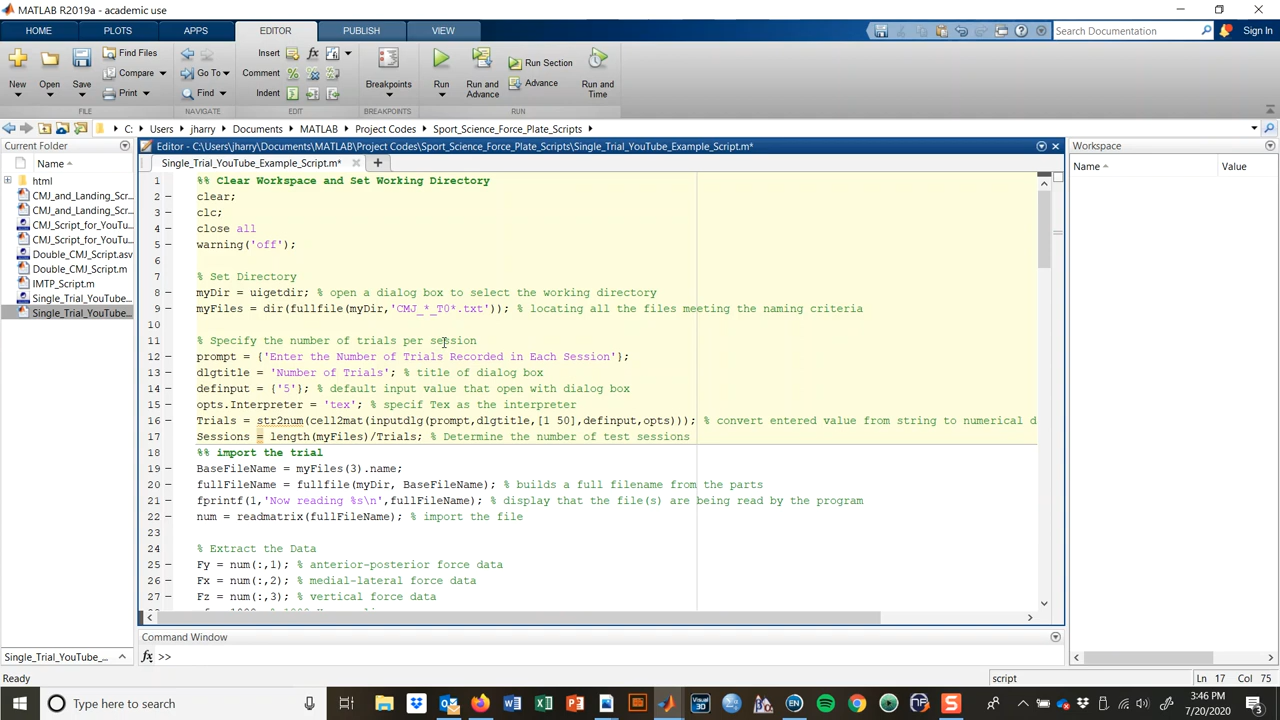 MATLAB R2019a - academic use
HOME PLOTS APPS EDITOR PUBLISH VIEW Search Documentation Sign In
New Open Save Find Files Compare Print
Go To Find
Insert fx
Comment
Indent
Breakpoints
Run Run and Advance Run Section Advance Run and Time
FILE NAVIGATE EDIT BREAKPOINTS RUN
C: Users jharry Documents MATLAB Project Codes Sport_Science_Force_Plate_Scripts
Current Folder
Name
html
CMJ_and_Landing_Scr...
CMJ_and_Landing_Scr...
CMJ_Script_for_YouTu...
CMJ_Script_for_YouTu...
Double_CMJ_Script.asv
Double_CMJ_Script.m
IMTP_Script.m
Single_Trial_YouTube...
Single_Trial_YouTube...
Single_Trial_YouTube_...
Editor - C:\Users\jharry\Documents\MATLAB\Project Codes\Sport_Science_Force_Plate_Scripts\Single_Trial_YouTube_Example_Script.m*
Single_Trial_YouTube_Example_Script.m* +
1 %% Clear Workspace and Set Working Directory
2 clear;
3 clc;
4 close all
5 warning('off');
6
7 % Set Directory
8 myDir = uigetdir; % open a dialog box to select the working directory
9 myFiles = dir(fullfile(myDir,'CMJ_*_T0*.txt')); % locating all the files meeting the naming criteria
10
11 % Specify the number of trials per session
12 prompt = {'Enter the Number of Trials Recorded in Each Session'};
13 dlgtitle = 'Number of Trials'; % title of dialog box
14 definput = {'5'}; % default input value that open with dialog box
15 opts.Interpreter = 'tex'; % specif Tex as the interpreter
16 Trials = str2num(cell2mat(inputdlg(prompt,dlgtitle,[1 50],definput,opts))); % convert entered value from string to numerical d
17 Sessions = length(myFiles)/Trials; % Determine the number of test sessions
18 %% import the trial
19 BaseFileName = myFiles(3).name;
20 fullFileName = fullfile(myDir, BaseFileName); % builds a full filename from the parts
21 fprintf(1,'Now reading %s\n',fullFileName); % display that the file(s) are being read by the program
22 num = readmatrix(fullFileName); % import the file
23
24 % Extract the Data
25 Fy = num(:,1); % anterior-posterior force data
26 Fx = num(:,2); % medial-lateral force data
27 Fz = num(:,3); % vertical force data
Command Window
fx >>
Workspace
Name Value
Ready
script Ln 17 Col 75
Type here to search
3:46 PM
7/20/2020